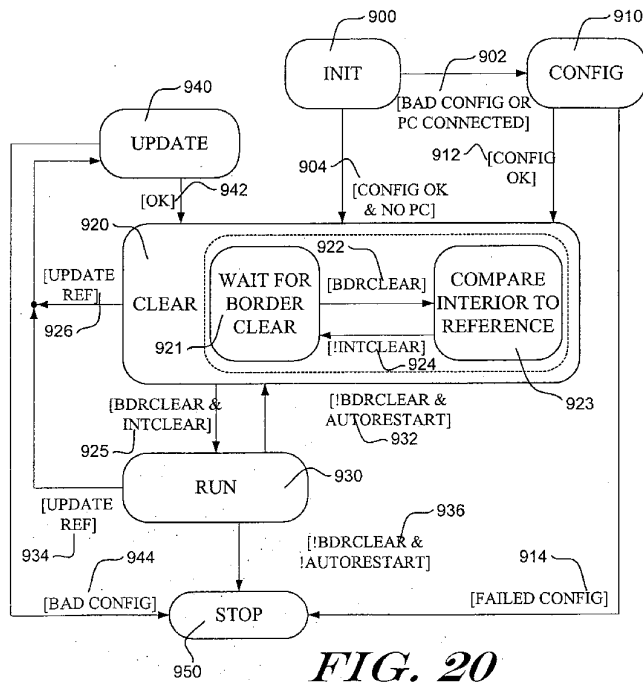 900
910
902
INIT
CONFIG
940
[BAD CONFIG OR
PC CONNECTED]
UPDATE
912
904
[CONFIG
OK]
942
[OK]
[CONFIG OK
& NO PC]
920
922
[UPDATE
REF]
926
CLEAR
WAIT FOR
BORDER
CLEAR
921
[BDRCLEAR]
COMPARE
INTERIOR TO
REFERENCE
[!INTCLEAR]
924
923
[BDRCLEAR &
INTCLEAR]
925
[!BDRCLEAR &
AUTORESTART]
932
930
RUN
[UPDATE
REF]
934
936
944
[!BDRCLEAR &
!AUTORESTART]
914
[BAD CONFIG]
STOP
[FAILED CONFIG]
950
FIG. 20